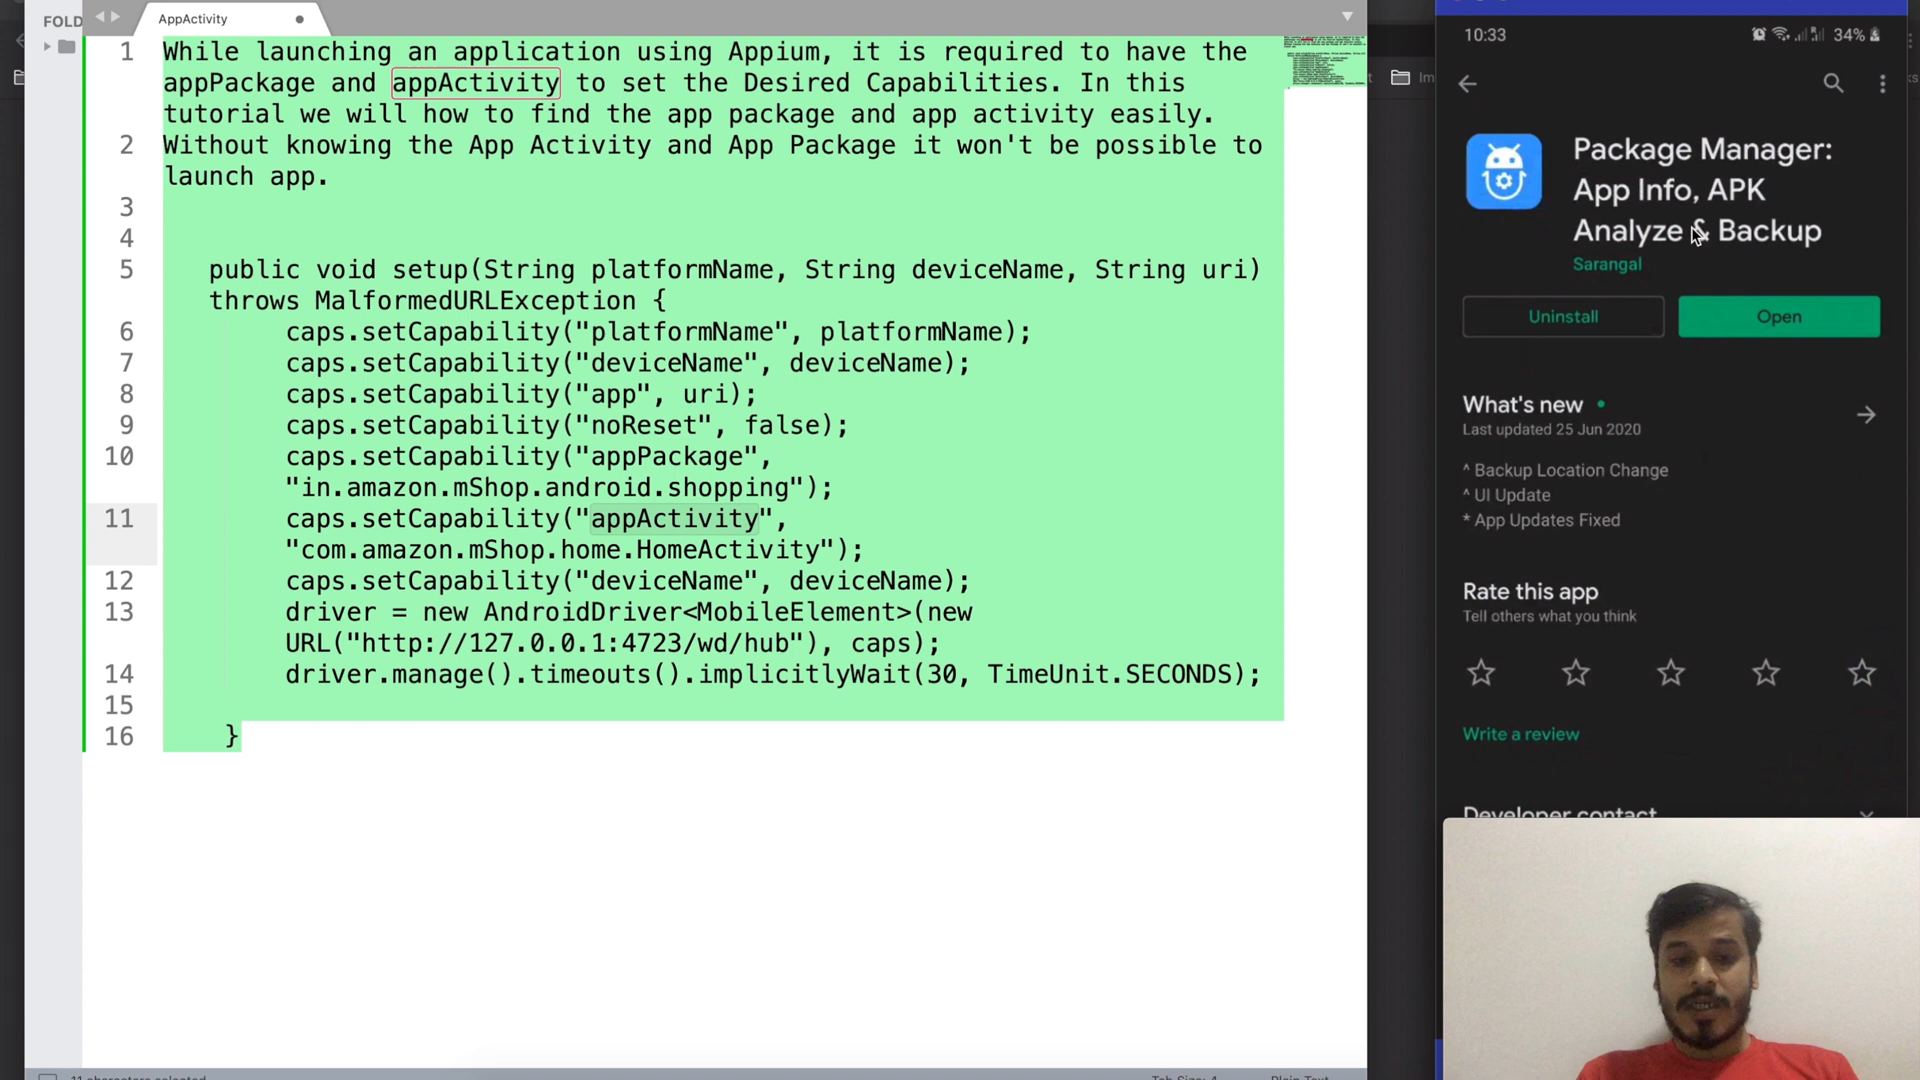 FOLD
AppActivity
1 While launching an application using Appium, it is required to have the
appPackage and appActivity to set the Desired Capabilities. In this
tutorial we will how to find the app package and app activity easily.
2 Without knowing the App Activity and App Package it won't be possible to
launch app.
3
4
5 public void setup(String platformName, String deviceName, String uri)
throws MalformedURLException {
6 caps.setCapability("platformName", platformName);
7 caps.setCapability("deviceName", deviceName);
8 caps.setCapability("app", uri);
9 caps.setCapability("noReset", false);
10 caps.setCapability("appPackage",
"in.amazon.mShop.android.shopping");
11 caps.setCapability("appActivity",
"com.amazon.mShop.home.HomeActivity");
12 caps.setCapability("deviceName", deviceName);
13 driver = new AndroidDriver<MobileElement>(new
URL("http://127.0.0.1:4723/wd/hub"), caps);
14 driver.manage().timeouts().implicitlyWait(30, TimeUnit.SECONDS);
15
16 }
10:33
34%
Package Manager:
App Info, APK
Analyze & Backup
Sarangal
Uninstall
Open
What's new
Last updated 25 Jun 2020
^ Backup Location Change
^ UI Update
* App Updates Fixed
Rate this app
Tell others what you think
Write a review
Developer contact